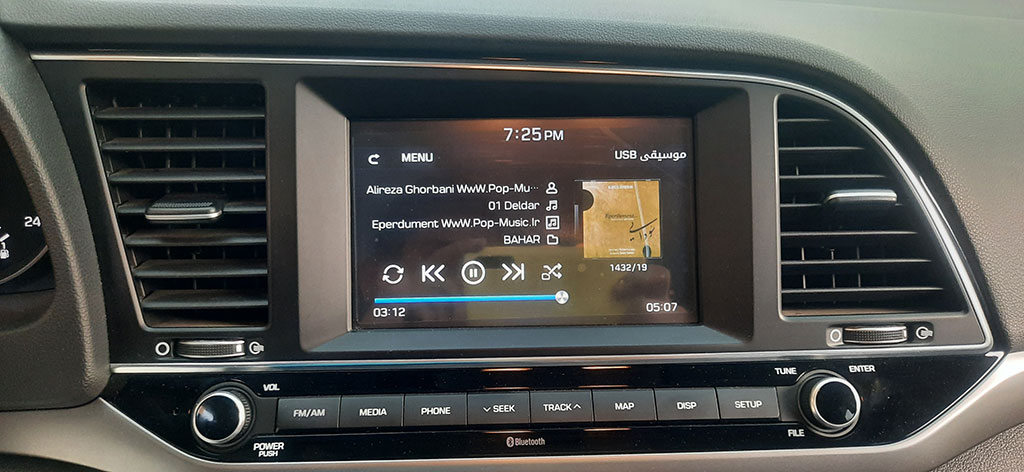 7:25 PM
MENU
موسیقی USB
Alireza Ghorbani WwW.Pop-Mu...
01 Deldar
Eperdument WwW.Pop-Music.Ir
BAHAR
Eperdument
1432/19
03:12
05:07
24
VOL
TUNE
ENTER
FM/AM
MEDIA
PHONE
SEEK
TRACK
MAP
DISP
SETUP
POWER
PUSH
FILE
Bluetooth